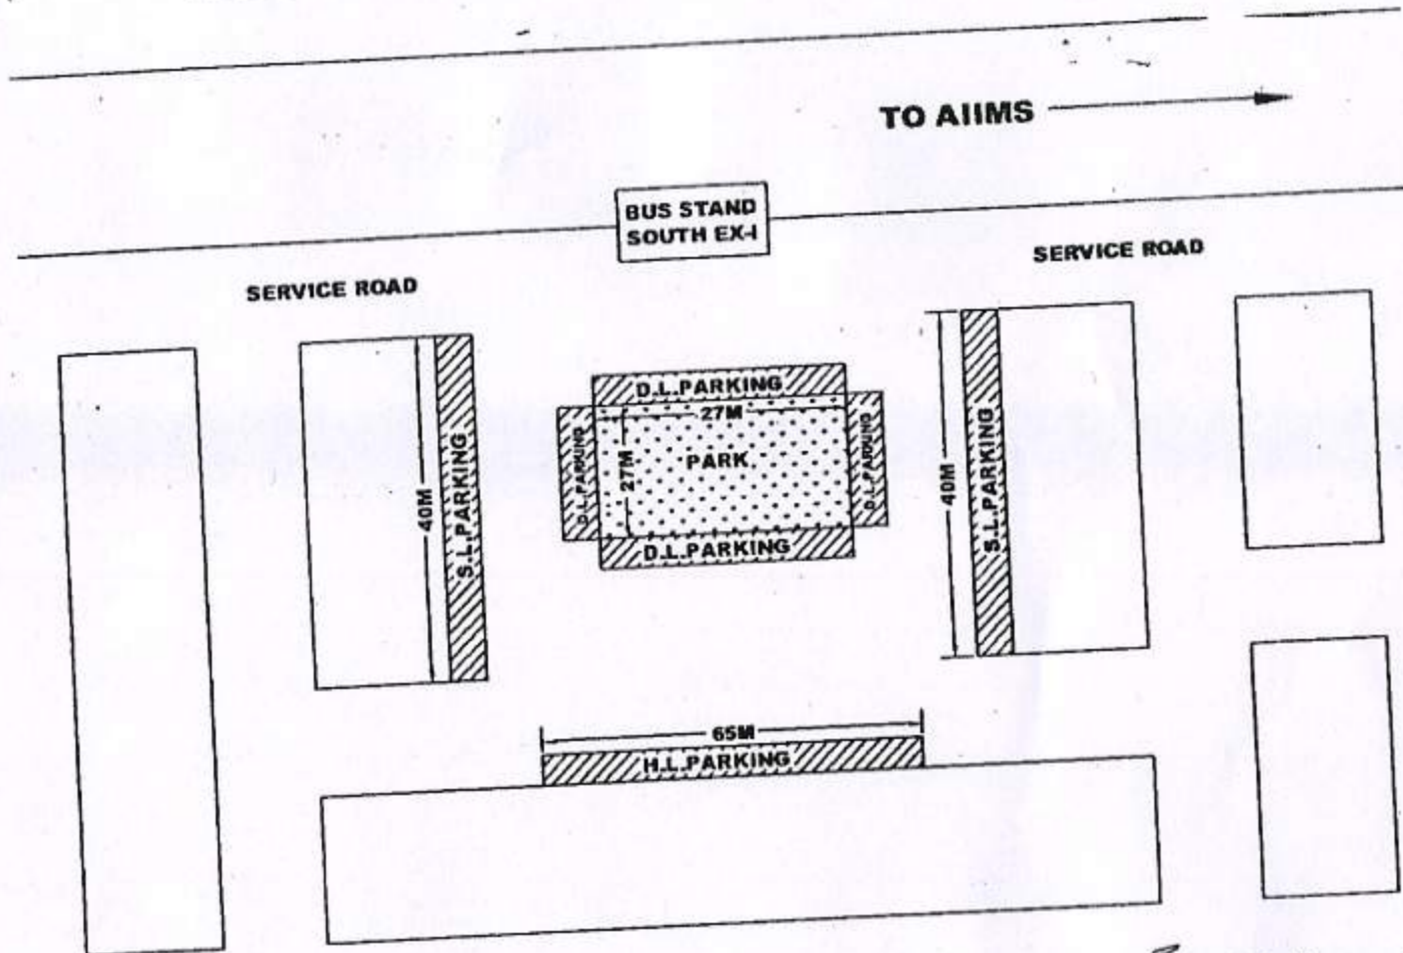 TO AIIMS
BUS STAND
SOUTH EX-I
SERVICE ROAD
SERVICE ROAD
D.L.PARKING
27M
D.L.PARKING
27M
PARK
D.L.PARKING
D.L.PARKING
40M
S.L.PARKING
40M
S.L.PARKING
65M
H.L.PARKING